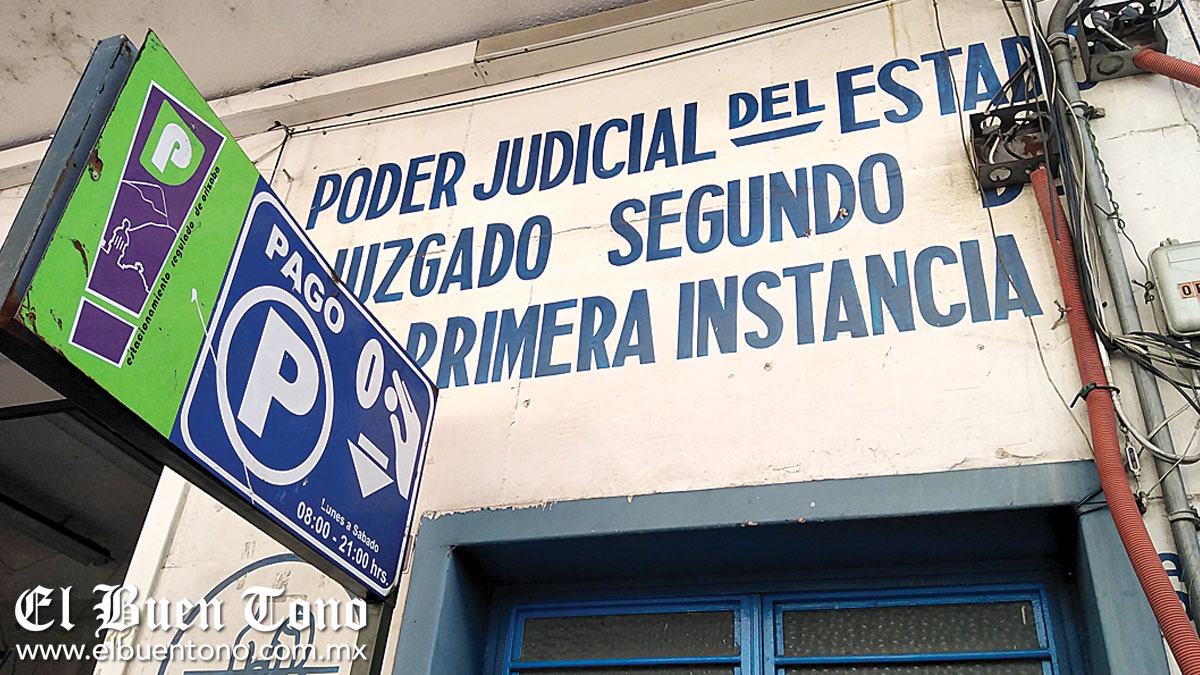 PODER JUDICIAL DEL ESTADO
JUZGADO SEGUNDO D
PRIMERA INSTANCIA
P
estacionamiento regulado de orizaba
PAGO
P
Lunes a Sabado
08:00 - 21:00 hrs.
El Buen Tono
www.elbuentono.com.mx